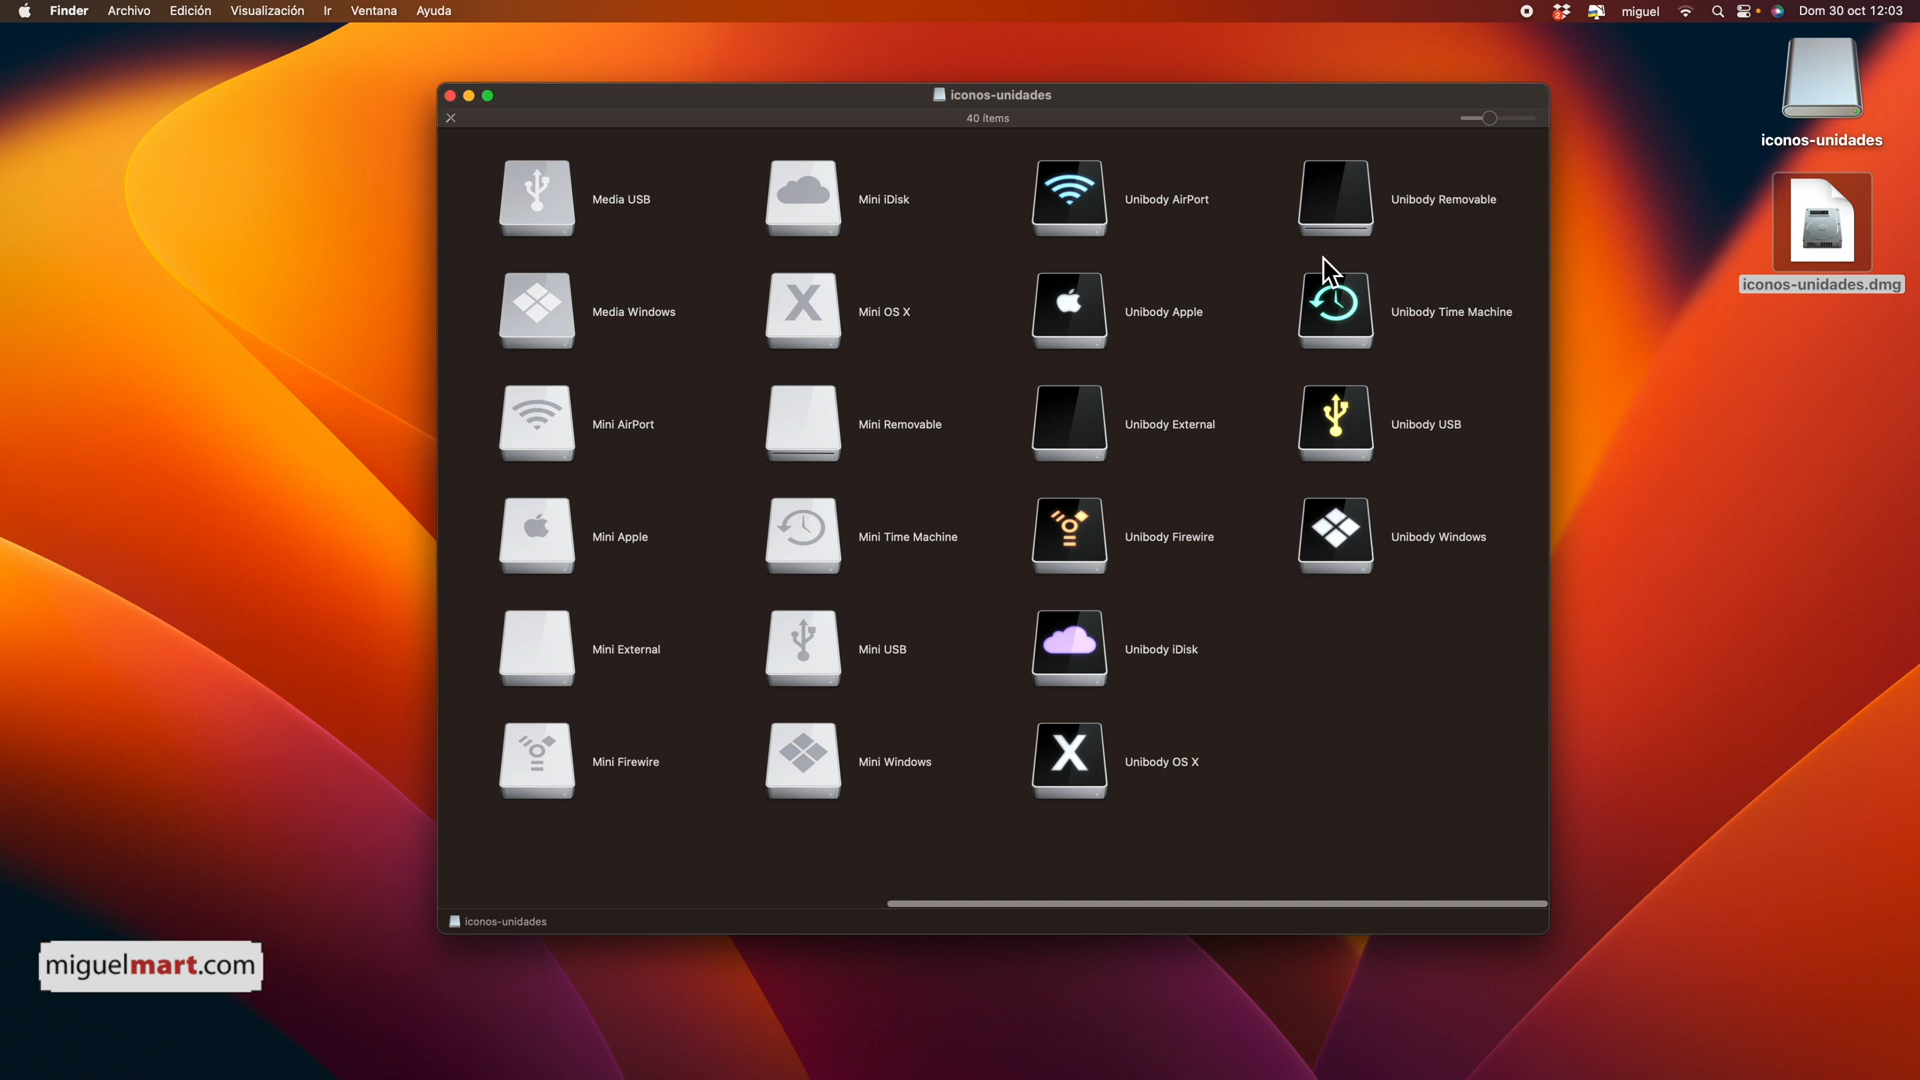 Finder Archivo Edición Visualización Ir Ventana Ayuda
miguel Dom 30 oct 12:03
iconos-unidades
40 ítems
Media USB
Mini iDisk
Unibody AirPort
Unibody Removable
Media Windows
Mini OS X
Unibody Apple
Unibody Time Machine
Mini AirPort
Mini Removable
Unibody External
Unibody USB
Mini Apple
Mini Time Machine
Unibody Firewire
Unibody Windows
Mini External
Mini USB
Unibody iDisk
Mini Firewire
Mini Windows
Unibody OS X
iconos-unidades
iconos-unidades
iconos-unidades.dmg
miguelmart.com